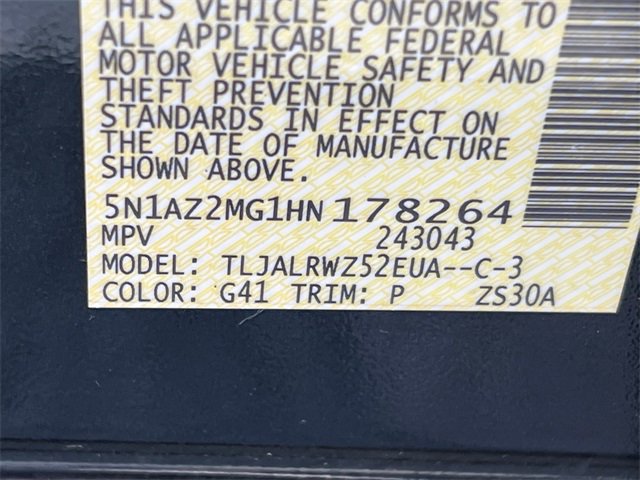 THIS VEHICLE CONFORMS TO
ALL APPLICABLE FEDERAL
MOTOR VEHICLE SAFETY AND
THEFT PREVENTION
STANDARDS IN EFFECT ON
THE DATE OF MANUFACTURE
SHOWN ABOVE.
5N1AZ2MG1HN178264
MPV 243043
MODEL: TLJALRWZ52EUA--C-3
COLOR: G41 TRIM: P ZS30A